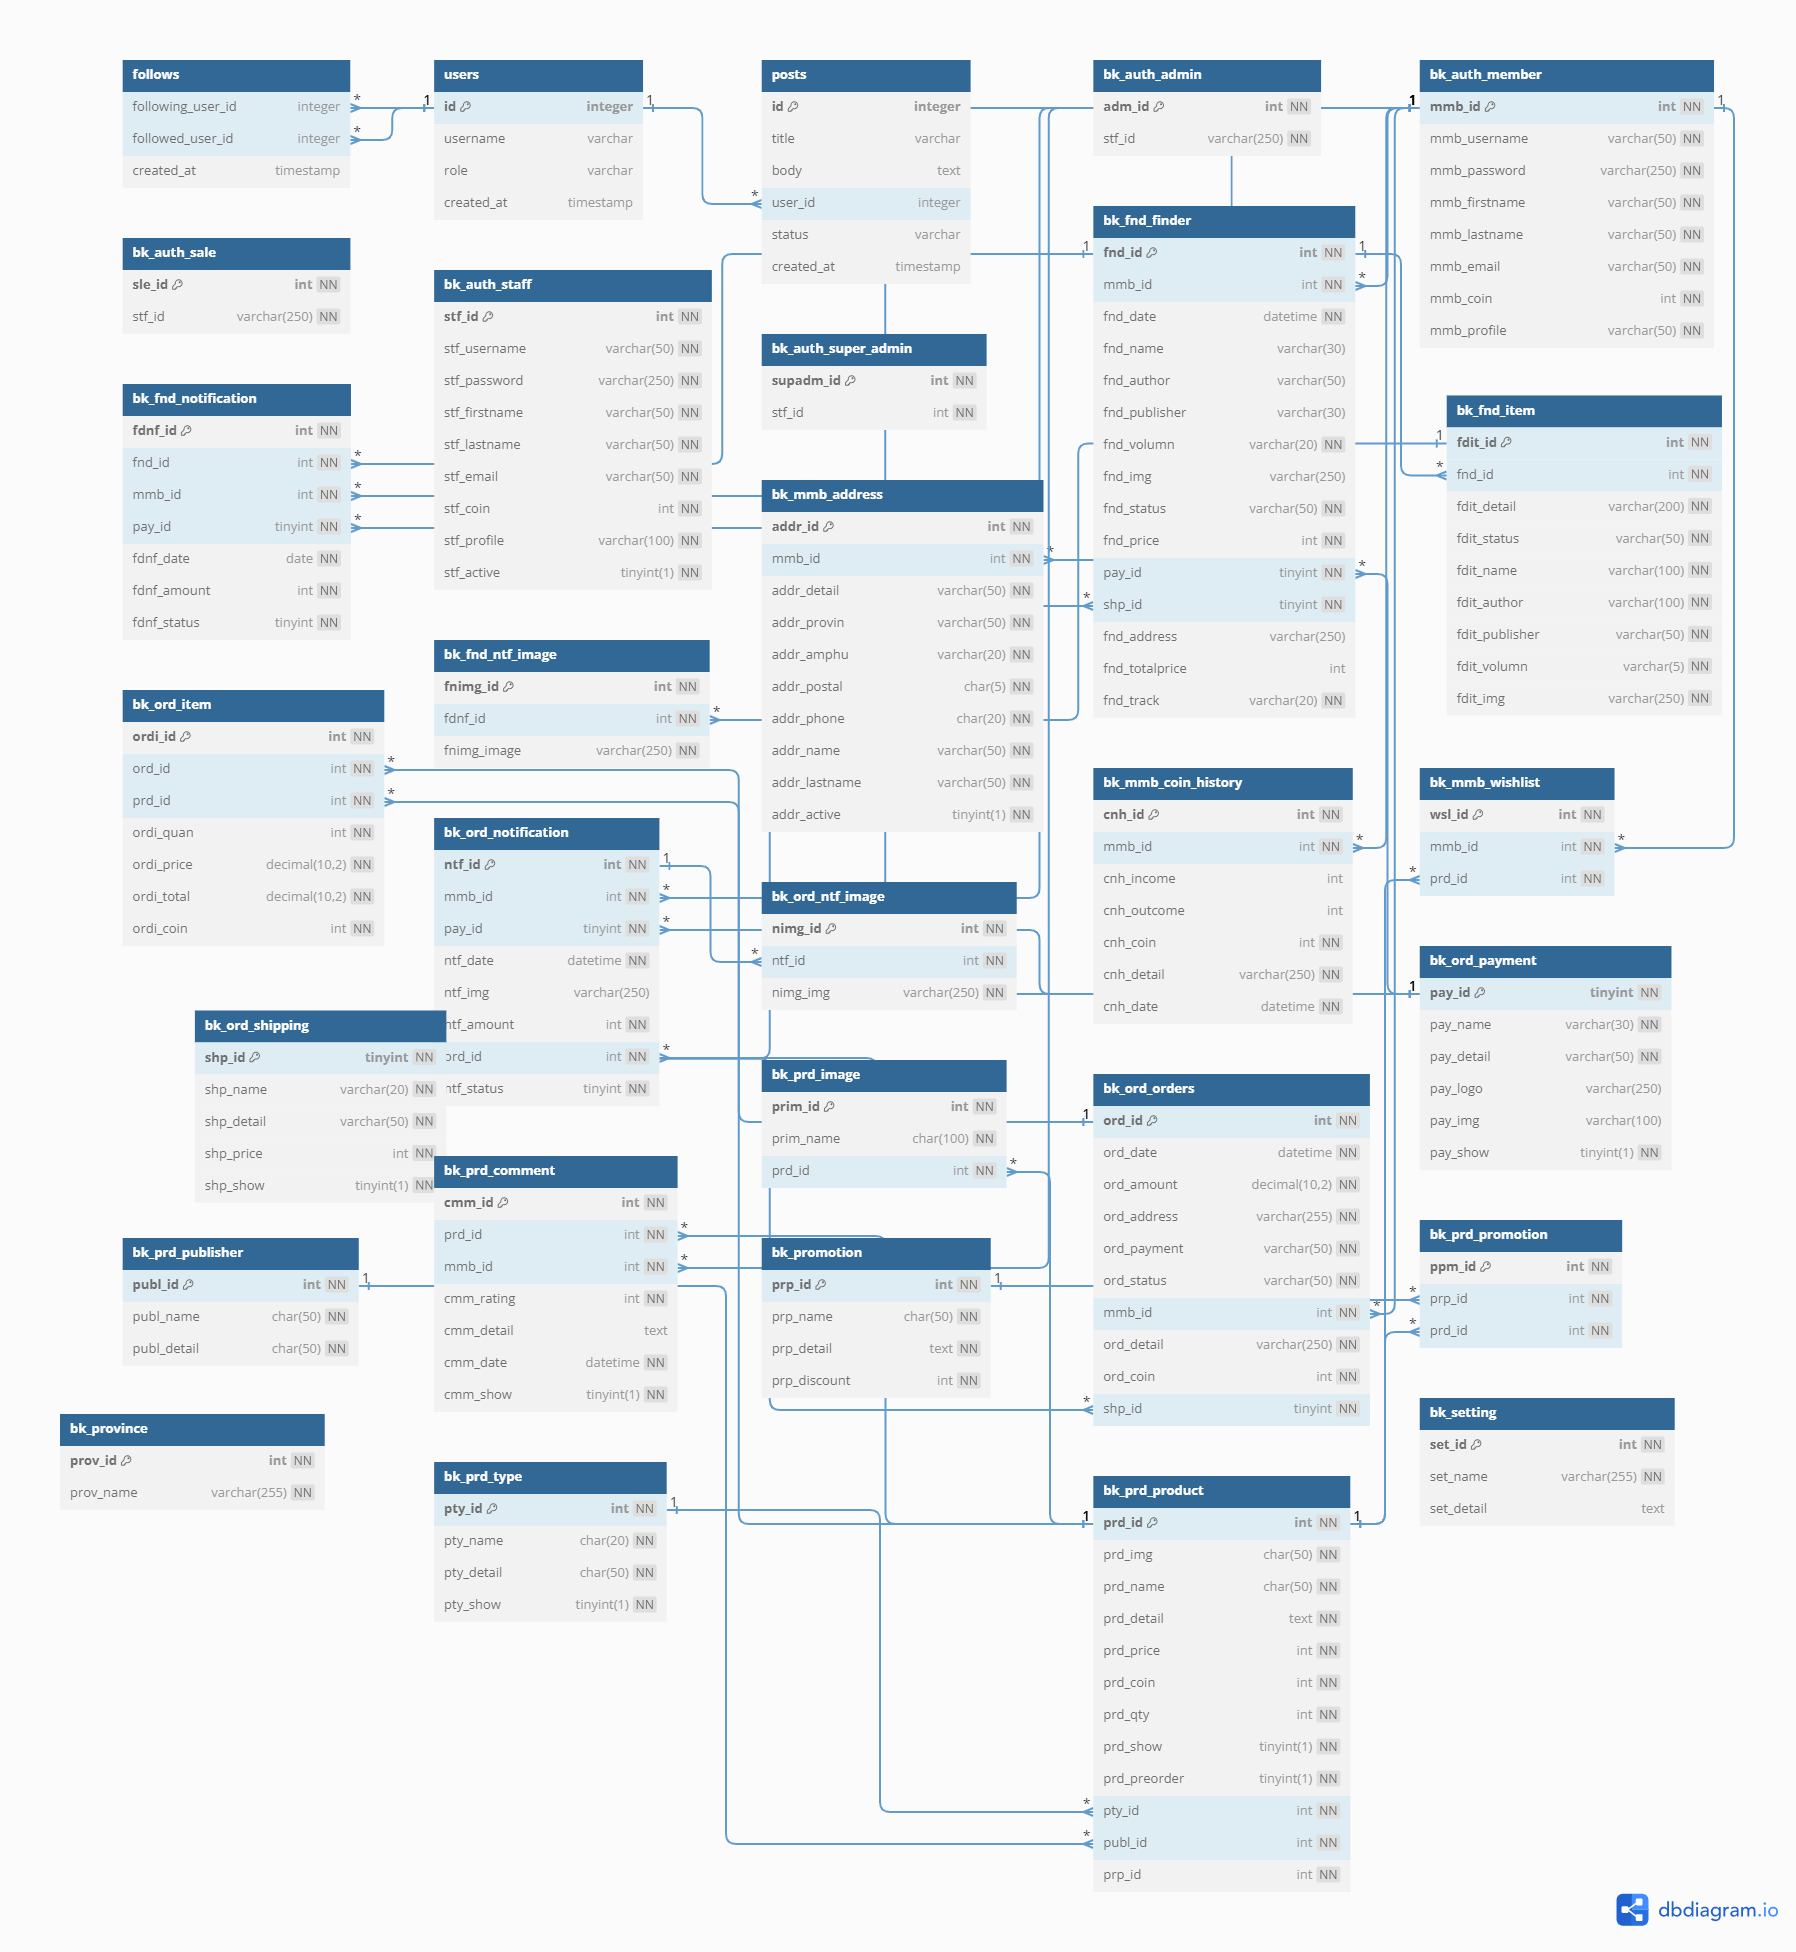 follows
following_user_id integer
followed_user_id integer
created_at timestamp
users
id integer
username varchar
role varchar
created_at timestamp
posts
id integer
title varchar
body text
user_id integer
status varchar
created_at timestamp
bk_auth_admin
adm_id int NN
stf_id varchar(250) NN
bk_auth_member
mmb_id int NN
mmb_username varchar(50) NN
mmb_password varchar(250) NN
mmb_firstname varchar(50) NN
mmb_lastname varchar(50) NN
mmb_email varchar(50) NN
mmb_coin int NN
mmb_profile varchar(50) NN
bk_auth_sale
sle_id int NN
stf_id varchar(250) NN
bk_auth_staff
stf_id int NN
stf_username varchar(50) NN
stf_password varchar(250) NN
stf_firstname varchar(50) NN
stf_lastname varchar(50) NN
stf_email varchar(50) NN
stf_coin int NN
stf_profile varchar(100) NN
stf_active tinyint(1) NN
bk_auth_super_admin
supadm_id int NN
stf_id int NN
bk_fnd_finder
fnd_id int NN
mmb_id int NN
fnd_date datetime NN
fnd_name varchar(30)
fnd_author varchar(50)
fnd_publisher varchar(30)
fnd_volumn varchar(20) NN
fnd_img varchar(250)
fnd_status varchar(50) NN
fnd_price int NN
pay_id tinyint NN
shp_id tinyint NN
fnd_address varchar(250)
fnd_totalprice int
fnd_track varchar(20) NN
bk_fnd_item
fdit_id int NN
fnd_id int NN
fdit_detail varchar(200) NN
fdit_status varchar(50) NN
fdit_name varchar(100) NN
fdit_author varchar(100) NN
fdit_publisher varchar(50) NN
fdit_volumn varchar(5) NN
fdit_img varchar(250) NN
bk_fnd_notification
fdnf_id int NN
fnd_id int NN
mmb_id int NN
pay_id tinyint NN
fdnf_date date NN
fdnf_amount int NN
fdnf_status tinyint NN
bk_mmb_address
addr_id int NN
mmb_id int NN
addr_detail varchar(50) NN
addr_provin varchar(50) NN
addr_amphu varchar(20) NN
addr_postal char(5) NN
addr_phone char(20) NN
addr_name varchar(50) NN
addr_lastname varchar(50) NN
addr_active tinyint(1) NN
bk_fnd_ntf_image
fnimg_id int NN
fdnf_id int NN
fnimg_image varchar(250) NN
bk_ord_item
ordi_id int NN
ord_id int NN
prd_id int NN
ordi_quan int NN
ordi_price decimal(10,2) NN
ordi_total decimal(10,2) NN
ordi_coin int NN
bk_ord_notification
ntf_id int NN
mmb_id int NN
pay_id tinyint NN
ntf_date datetime NN
ntf_img varchar(250)
ntf_amount int NN
ord_id int NN
ntf_status tinyint NN
bk_ord_ntf_image
nimg_id int NN
ntf_id int NN
nimg_img varchar(250) NN
bk_mmb_coin_history
cnh_id int NN
mmb_id int NN
cnh_income int
cnh_outcome int
cnh_coin int NN
cnh_detail varchar(250) NN
cnh_date datetime NN
bk_mmb_wishlist
wsl_id int NN
mmb_id int NN
prd_id int NN
bk_ord_payment
pay_id tinyint NN
pay_name varchar(30) NN
pay_detail varchar(50) NN
pay_logo varchar(250)
pay_img varchar(100)
pay_show tinyint(1) NN
bk_ord_shipping
shp_id tinyint NN
shp_name varchar(20) NN
shp_detail varchar(50) NN
shp_price int NN
shp_show tinyint(1) NN
bk_prd_image
prim_id int NN
prim_name char(100) NN
prd_id int NN
bk_ord_orders
ord_id int NN
ord_date datetime NN
ord_amount decimal(10,2) NN
ord_address varchar(255) NN
ord_payment varchar(50) NN
ord_status varchar(50) NN
mmb_id int NN
ord_detail varchar(250) NN
ord_coin int NN
shp_id tinyint NN
bk_prd_comment
cmm_id int NN
prd_id int NN
mmb_id int NN
cmm_rating int NN
cmm_detail text
cmm_date datetime NN
cmm_show tinyint(1) NN
bk_prd_publisher
publ_id int NN
publ_name char(50) NN
publ_detail char(50) NN
bk_promotion
prp_id int NN
prp_name char(50) NN
prp_detail text NN
prp_discount int NN
bk_prd_promotion
ppm_id int NN
prp_id int NN
prd_id int NN
bk_province
prov_id int NN
prov_name varchar(255) NN
bk_prd_type
pty_id int NN
pty_name char(20) NN
pty_detail char(50) NN
pty_show tinyint(1) NN
bk_setting
set_id int NN
set_name varchar(255) NN
set_detail text
bk_prd_product
prd_id int NN
prd_img char(50) NN
prd_name char(50) NN
prd_detail text NN
prd_price int NN
prd_coin int NN
prd_qty int NN
prd_show tinyint(1) NN
prd_preorder tinyint(1) NN
pty_id int NN
publ_id int NN
prp_id int NN
dbdiagram.io